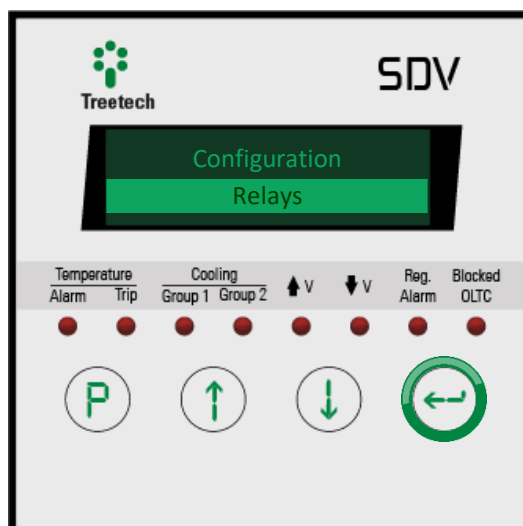 Treetech
SDV
Configuration
Relays
Temperature
Cooling
Alarm Trip
Group 1 Group 2
V
V
Reg. Alarm
Blocked OLTC
P